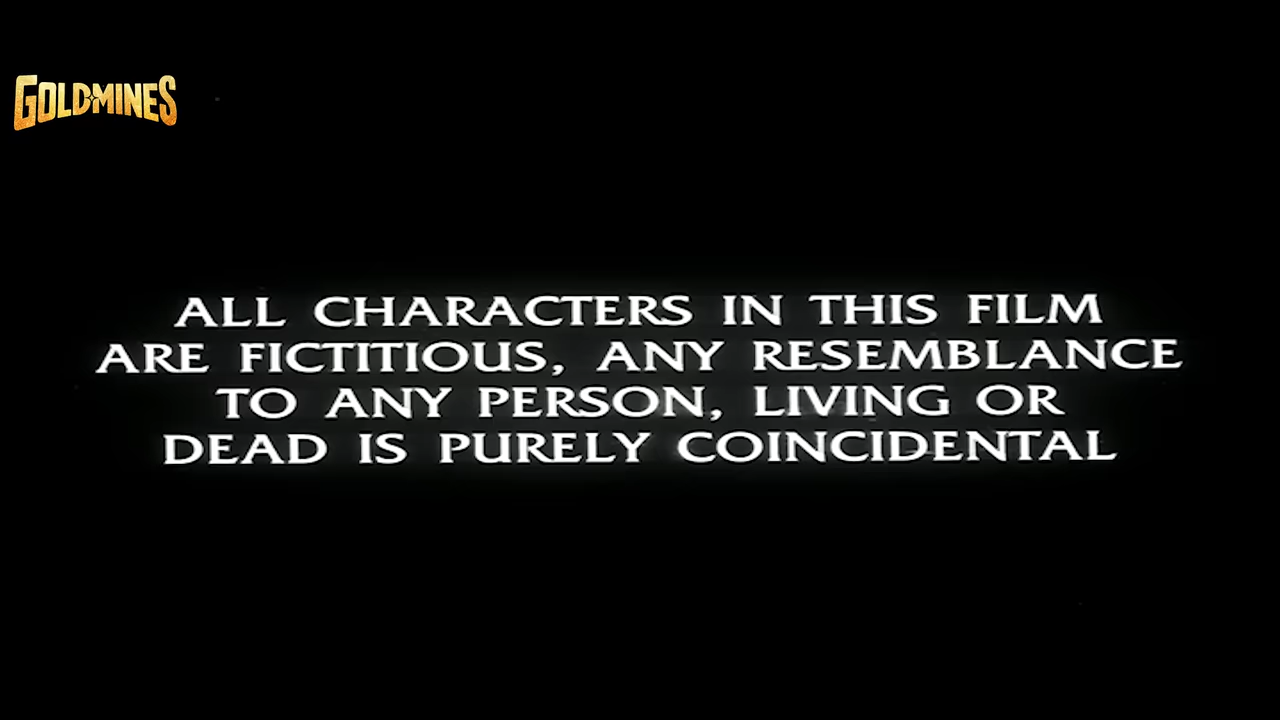 GOLDMINES
ALL CHARACTERS IN THIS FILM
ARE FICTITIOUS, ANY RESEMBLANCE
TO ANY PERSON, LIVING OR
DEAD IS PURELY COINCIDENTAL